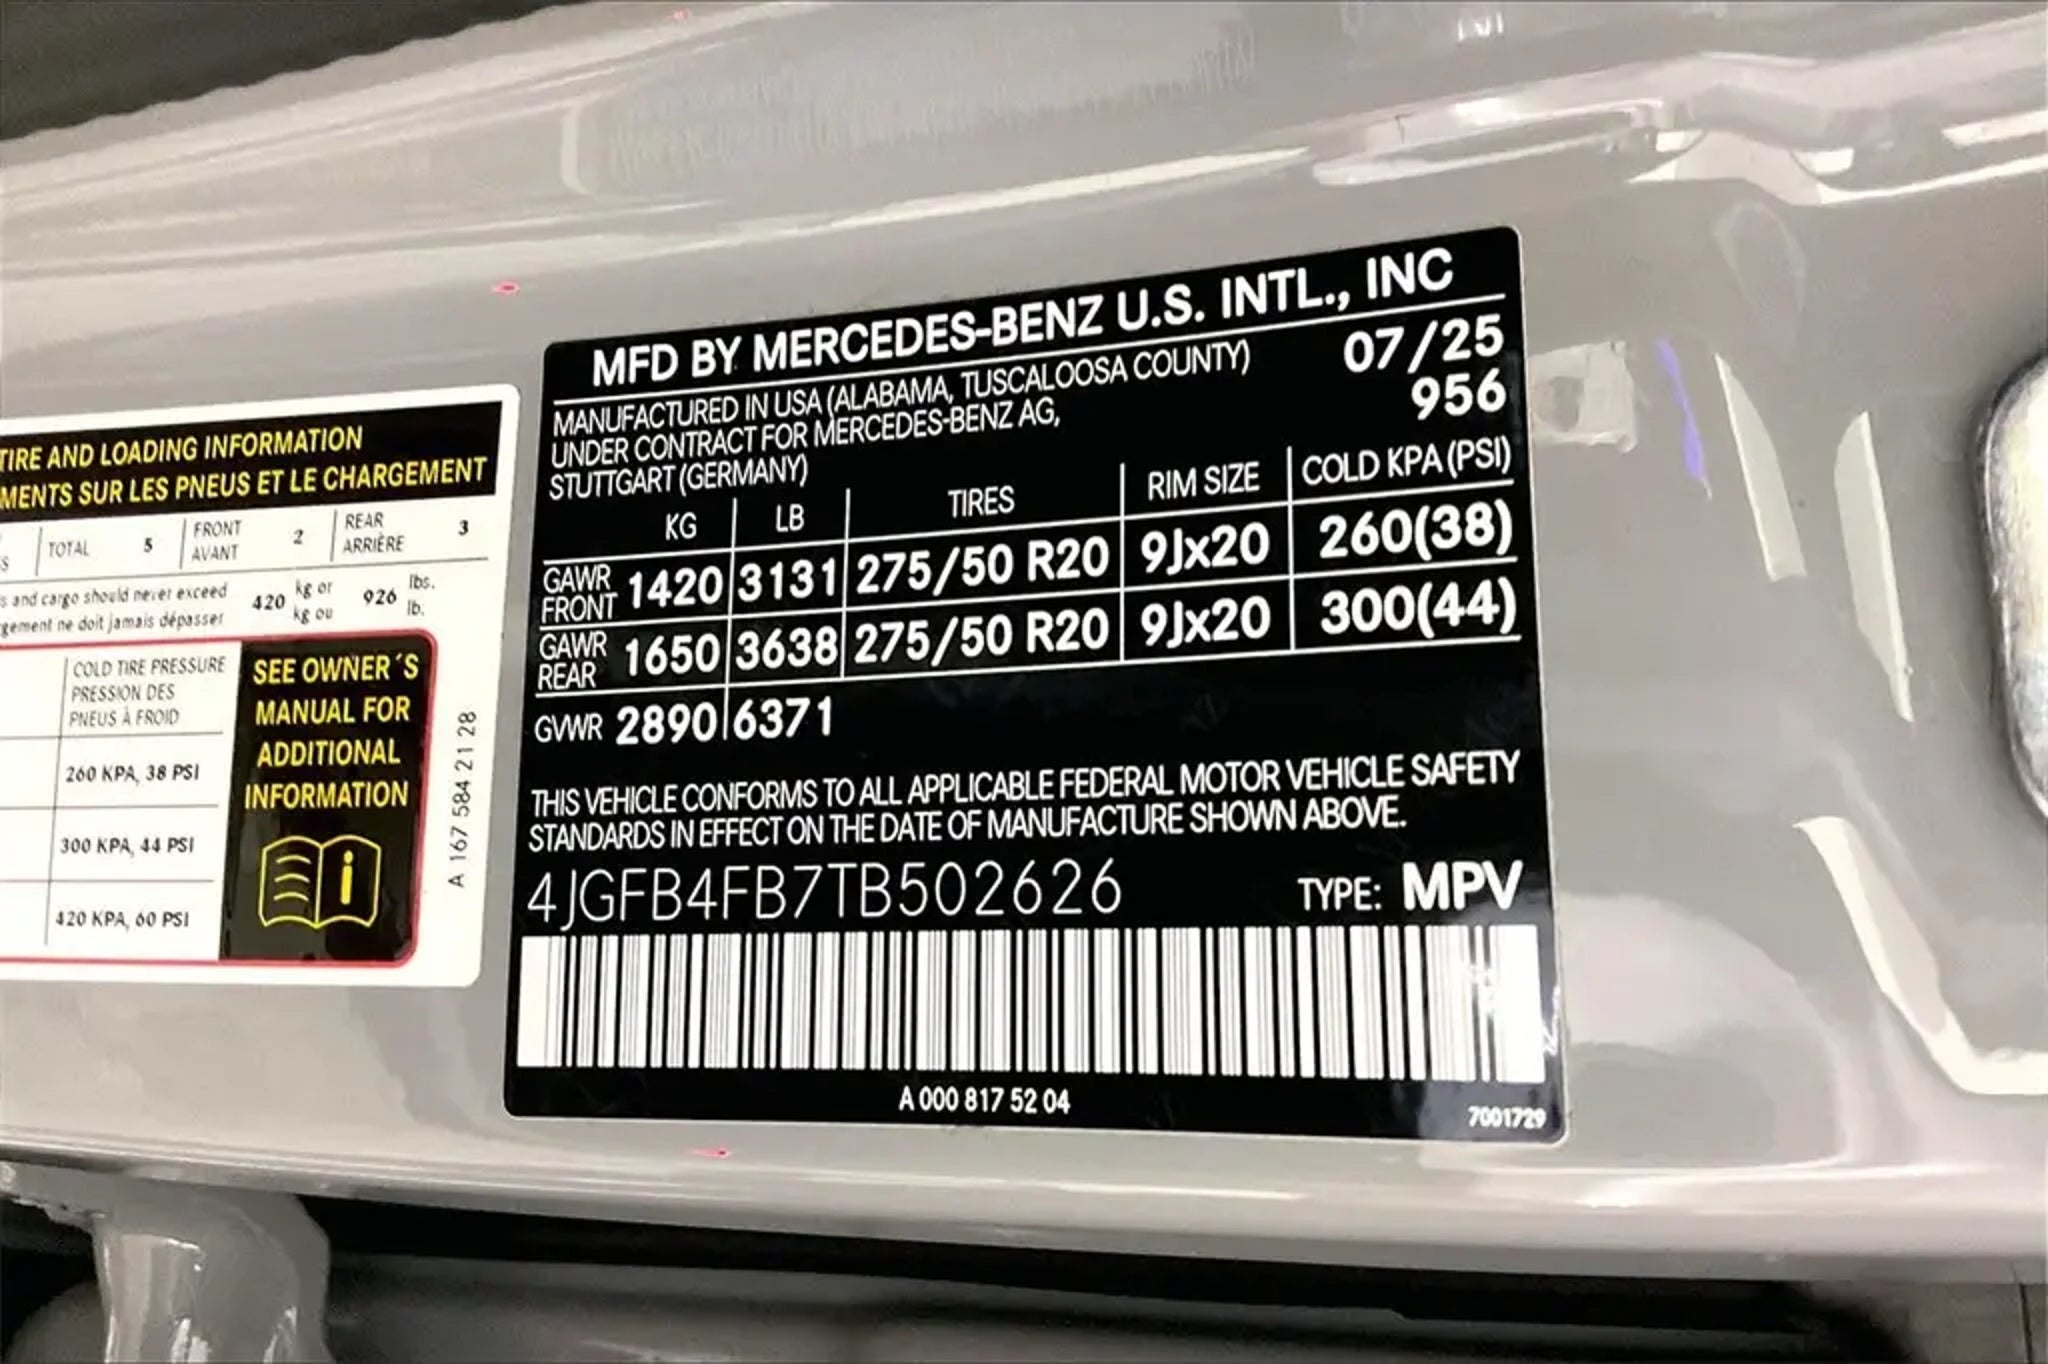 TIRE AND LOADING INFORMATION
MENTS SUR LES PNEUS ET LE CHARGEMENT
S TOTAL 5 FRONT AVANT 2 REAR ARRIÈRE 3
s and cargo should never exceed 420 kg or 926 lbs.
gement ne doit jamais dépasser kg ou lb.
COLD TIRE PRESSURE
PRESSION DES
PNEUS À FROID
260 KPA, 38 PSI
300 KPA, 44 PSI
420 KPA, 60 PSI
SEE OWNER´S
MANUAL FOR
ADDITIONAL
INFORMATION
i
A 167 584 21 28
MFD BY MERCEDES-BENZ U.S. INTL., INC
MANUFACTURED IN USA (ALABAMA, TUSCALOOSA COUNTY) 07/25
UNDER CONTRACT FOR MERCEDES-BENZ AG, 956
STUTTGART (GERMANY)
KG LB TIRES RIM SIZE COLD KPA (PSI)
GAWR FRONT 1420 3131 275/50 R20 9Jx20 260(38)
GAWR REAR 1650 3638 275/50 R20 9Jx20 300(44)
GVWR 2890 6371
THIS VEHICLE CONFORMS TO ALL APPLICABLE FEDERAL MOTOR VEHICLE SAFETY
STANDARDS IN EFFECT ON THE DATE OF MANUFACTURE SHOWN ABOVE.
4JGFB4FB7TB502626 TYPE: MPV
A 000 817 52 04
7001729